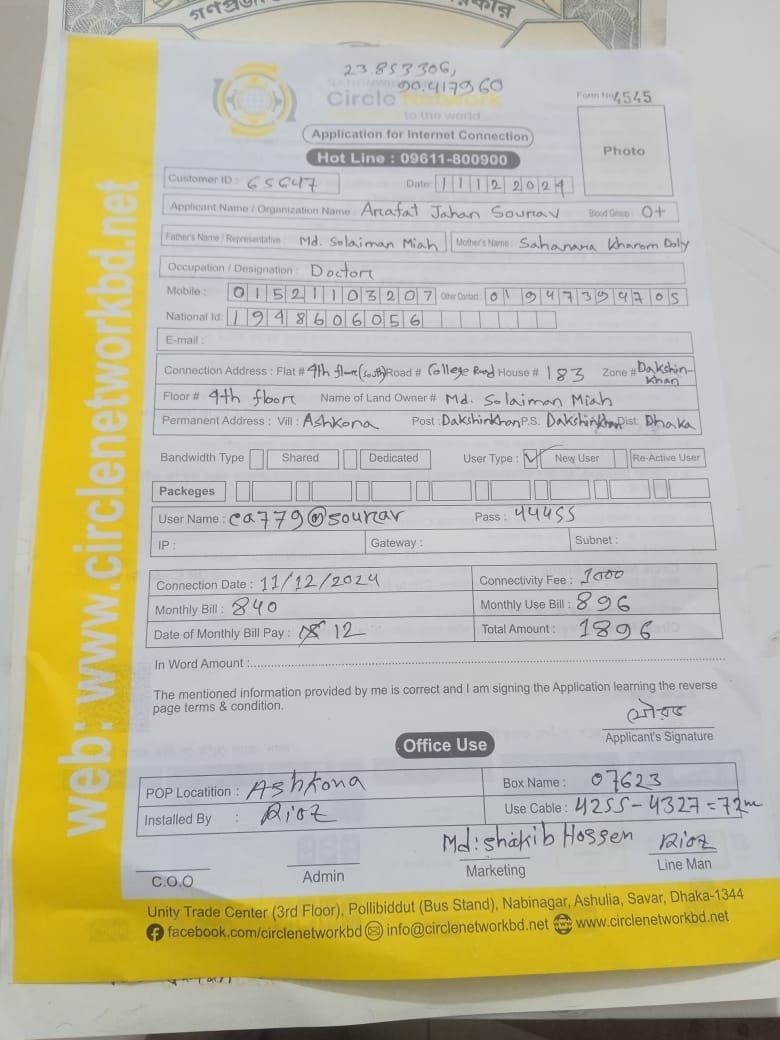 23.853306,
90.417960
Circle Network
to the world...
Form No 4545
Application for Internet Connection
Hot Line : 09611-800900
Photo
Customer ID : 65647 Date: 11122024
Applicant Name / Organization Name : Arafat Jahan Sourav Blood Group : O+
Father's Name / Representative : Md. Solaiman Miah Mother's Name : Sahanara Kharom Doly
Occupation / Designation : Doctor
Mobile : 01521103207 Other Contact : 01947394705
National Id: 1948606056
E-mail :
Connection Address : Flat # 4th floor (south) Road # College Road House # 183 Zone # Dakshin-khan
Floor # 4th floor Name of Land Owner # Md. Solaiman Miah
Permanent Address : Vill : Ashkona Post : Dakshinkhan P.S. Dakshinkhan Dist: Dhaka
Bandwidth Type Shared Dedicated User Type : ✓ New User Re-Active User
Packeges
User Name : ca779@sourav Pass : 44455
IP : Gateway : Subnet :
Connection Date : 11/12/2024 Connectivity Fee : 1000
Monthly Bill : 840 Monthly Use Bill : 896
Date of Monthly Bill Pay : 12 Total Amount : 1896
In Word Amount :
The mentioned information provided by me is correct and I am signing the Application learning the reverse
page terms & condition.
সৌরভ
Applicant's Signature
Office Use
POP Locatition : Ashkona Box Name : 07623
Installed By : Rioz Use Cable : 4255-4327=72m
Md: shakib Hossen Rioz
C.O.O Admin Marketing Line Man
Unity Trade Center (3rd Floor), Pollibiddut (Bus Stand), Nabinagar, Ashulia, Savar, Dhaka-1344
facebook.com/circlenetworkbd info@circlenetworkbd.net www.circlenetworkbd.net
web: www.circlenetworkbd.net